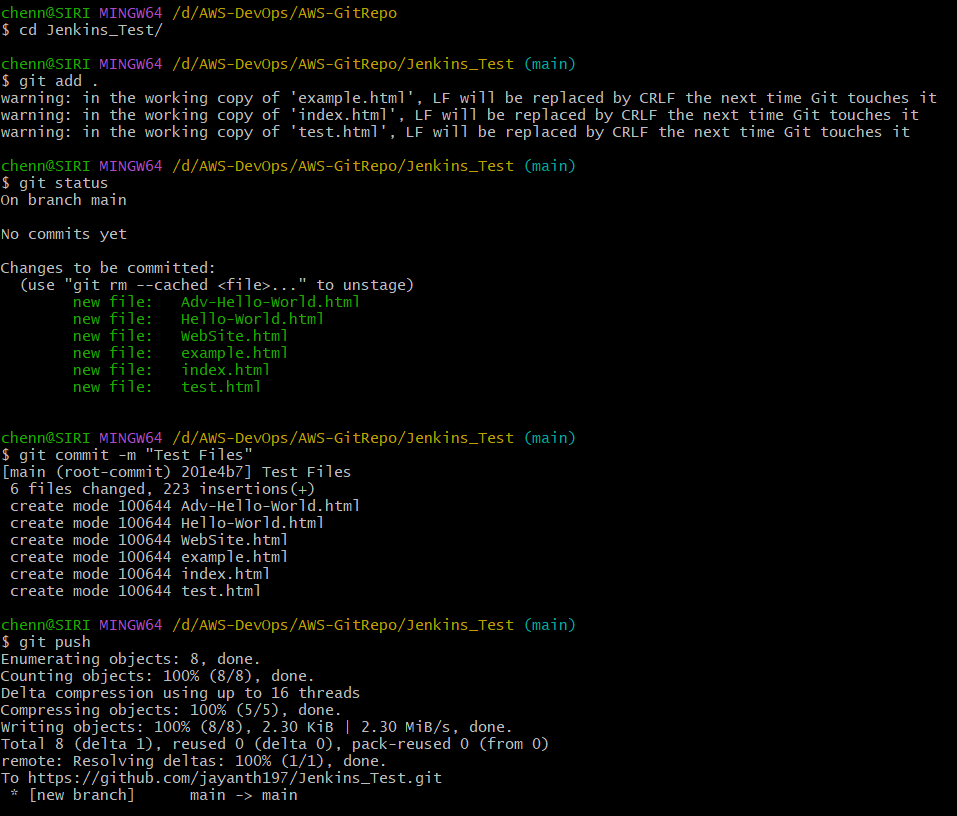 chenn@SIRI MINGW64 /d/AWS-DevOps/AWS-GitRepo
$ cd Jenkins_Test/

chenn@SIRI MINGW64 /d/AWS-DevOps/AWS-GitRepo/Jenkins_Test (main)
$ git add .
warning: in the working copy of 'example.html', LF will be replaced by CRLF the next time Git touches it
warning: in the working copy of 'index.html', LF will be replaced by CRLF the next time Git touches it
warning: in the working copy of 'test.html', LF will be replaced by CRLF the next time Git touches it

chenn@SIRI MINGW64 /d/AWS-DevOps/AWS-GitRepo/Jenkins_Test (main)
$ git status
On branch main

No commits yet

Changes to be committed:
  (use "git rm --cached <file>..." to unstage)
        new file:   Adv-Hello-World.html
        new file:   Hello-World.html
        new file:   WebSite.html
        new file:   example.html
        new file:   index.html
        new file:   test.html


chenn@SIRI MINGW64 /d/AWS-DevOps/AWS-GitRepo/Jenkins_Test (main)
$ git commit -m "Test Files"
[main (root-commit) 201e4b7] Test Files
 6 files changed, 223 insertions(+)
 create mode 100644 Adv-Hello-World.html
 create mode 100644 Hello-World.html
 create mode 100644 WebSite.html
 create mode 100644 example.html
 create mode 100644 index.html
 create mode 100644 test.html

chenn@SIRI MINGW64 /d/AWS-DevOps/AWS-GitRepo/Jenkins_Test (main)
$ git push
Enumerating objects: 8, done.
Counting objects: 100% (8/8), done.
Delta compression using up to 16 threads
Compressing objects: 100% (5/5), done.
Writing objects: 100% (8/8), 2.30 KiB | 2.30 MiB/s, done.
Total 8 (delta 1), reused 0 (delta 0), pack-reused 0 (from 0)
remote: Resolving deltas: 100% (1/1), done.
To https://github.com/jayanth197/Jenkins_Test.git
 * [new branch]      main -> main